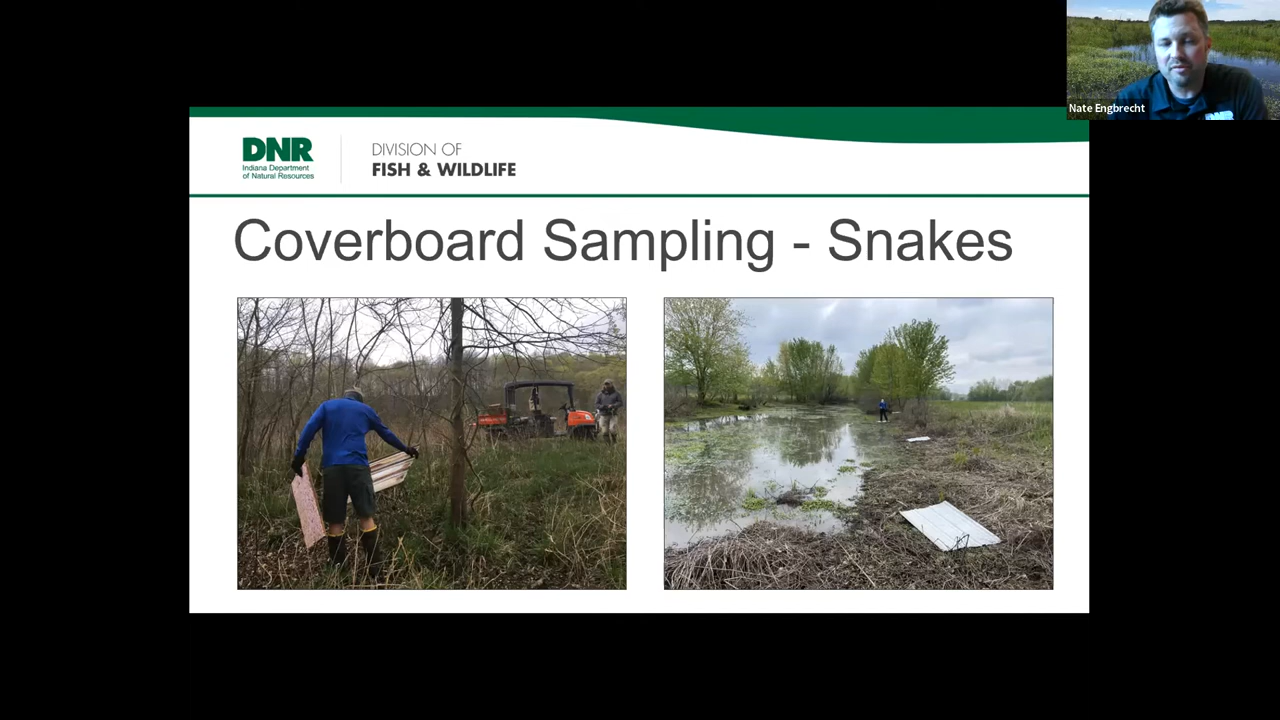 Nate Engbrecht
DNR
Indiana Department
of Natural Resources
DIVISION OF
FISH & WILDLIFE
Coverboard Sampling - Snakes